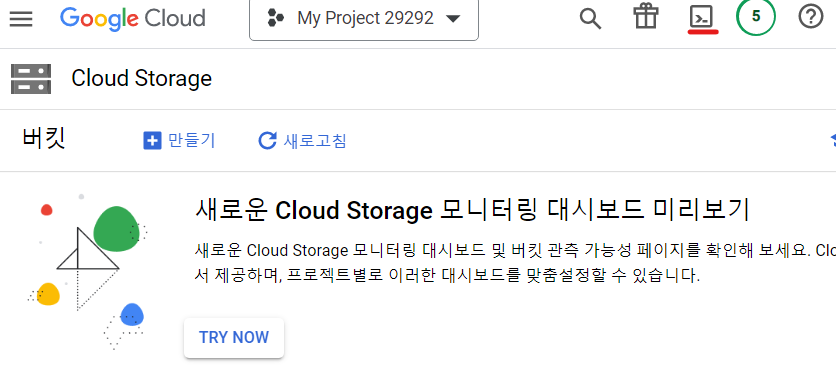 Google Cloud
My Project 29292
5
Cloud Storage
버킷
만들기
새로고침
새로운 Cloud Storage 모니터링 대시보드 미리보기
새로운 Cloud Storage 모니터링 대시보드 및 버킷 관측 가능성 페이지를 확인해 보세요. Clo
서 제공하며, 프로젝트별로 이러한 대시보드를 맞춤설정할 수 있습니다.
TRY NOW